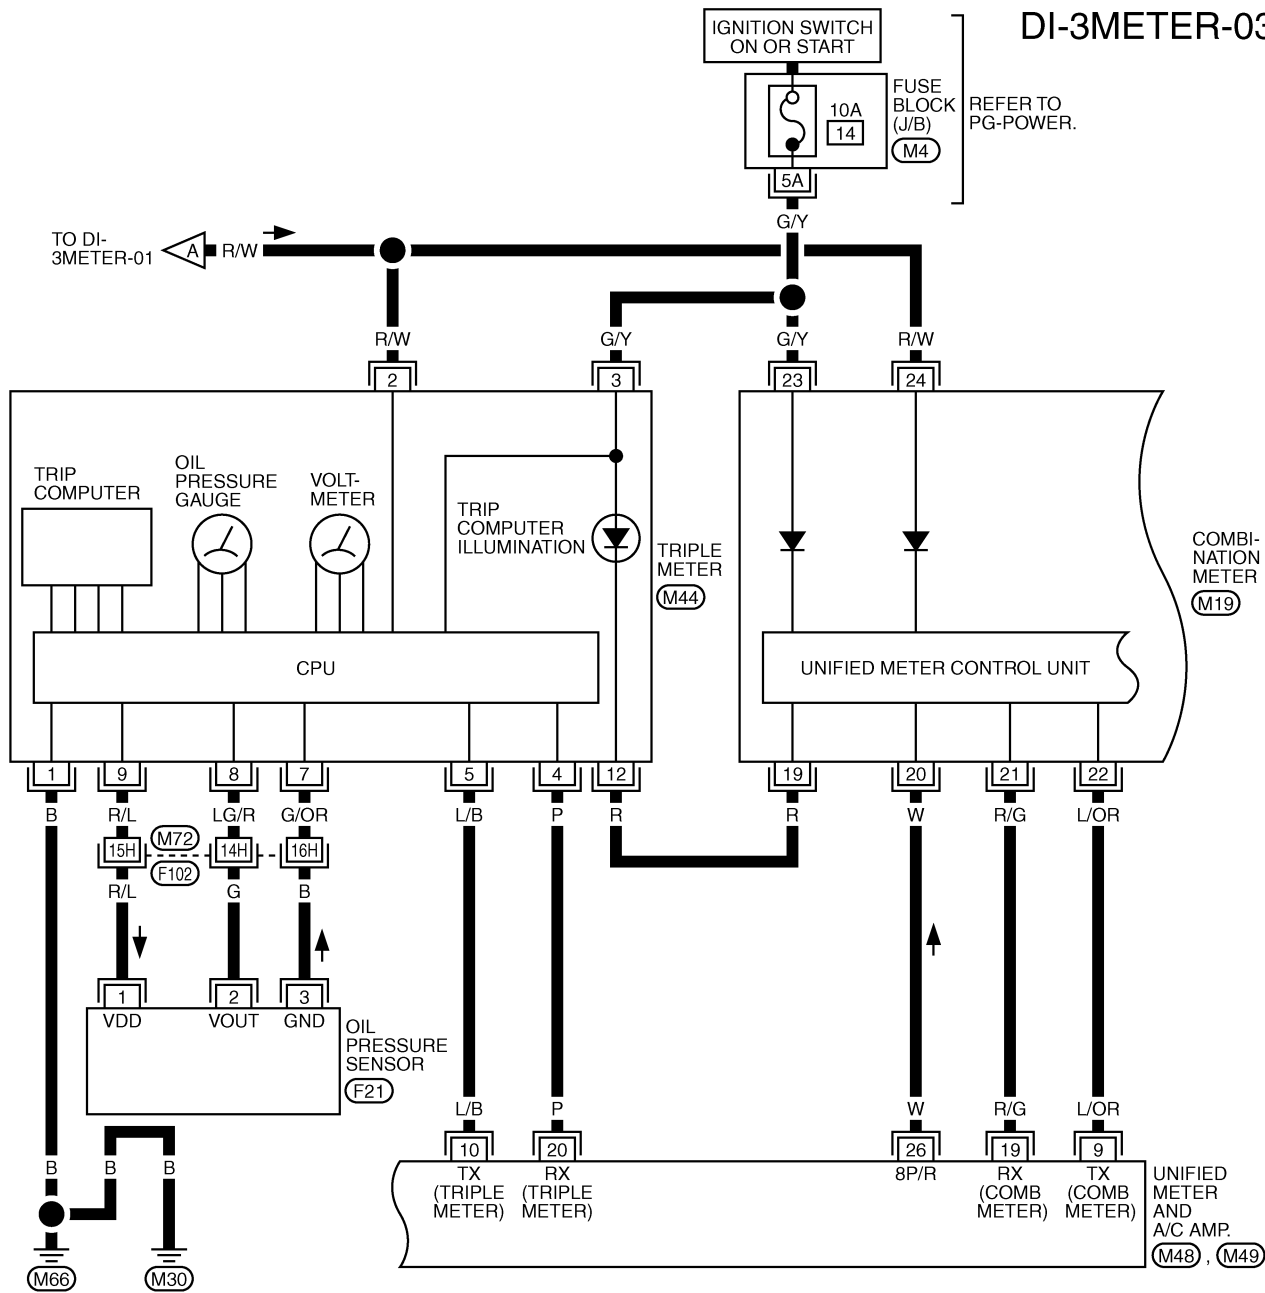 DI-3METER-03
IGNITION SWITCH
ON OR START
FUSE
BLOCK
(J/B)
M4
10A
14
REFER TO
PG-POWER.
5A
G/Y
TO DI-
3METER-01
A
R/W
R/W
G/Y
G/Y
R/W
2
3
23
24
TRIP
COMPUTER
OIL
PRESSURE
GAUGE
VOLT-
METER
TRIP
COMPUTER
ILLUMINATION
TRIPLE
METER
M44
COMBI-
NATION
METER
M19
CPU
UNIFIED METER CONTROL UNIT
1
9
8
7
5
4
12
19
20
21
22
B
R/L
LG/R
G/OR
L/B
P
R
R
W
R/G
L/OR
M72
15H
14H
16H
F102
R/L
G
B
1
2
3
VDD
VOUT
GND
OIL
PRESSURE
SENSOR
F21
L/B
P
W
R/G
L/OR
10
20
26
19
9
B
B
B
TX
(TRIPLE
METER)
RX
(TRIPLE
METER)
8P/R
RX
(COMB
METER)
TX
(COMB
METER)
UNIFIED
METER
AND
A/C AMP.
M48 , M49
M66
M30